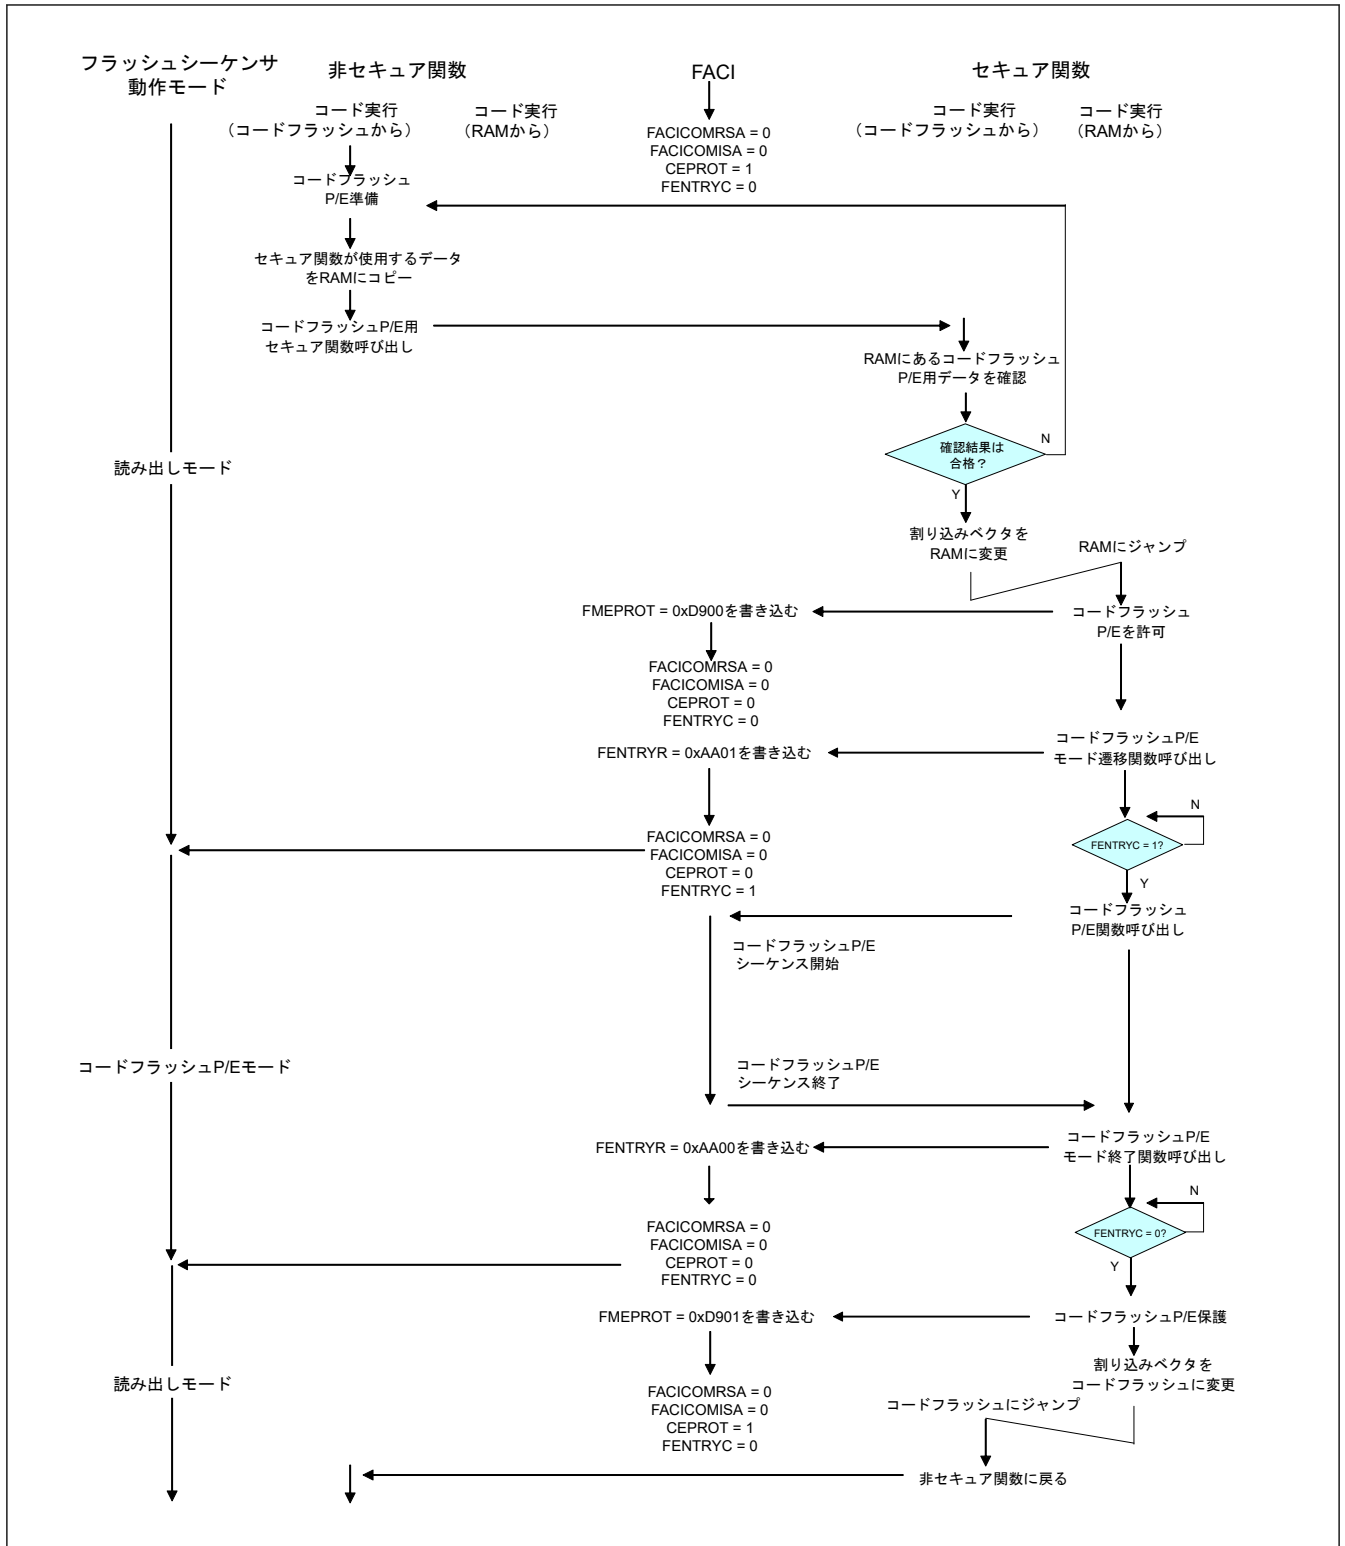 フラッシュシーケンサ
動作モード
非セキュア関数
FACI
セキュア関数
コード実行
（コードフラッシュから）
コード実行
（RAMから）
コード実行
（コードフラッシュから）
コード実行
（RAMから）
FACICOMRSA = 0
FACICOMISA = 0
CEPROT = 1
FENTRYC = 0
コードフラッシュ
P/E準備
セキュア関数が使用するデータ
をRAMにコピー
コードフラッシュP/E用
セキュア関数呼び出し
RAMにあるコードフラッシュ
P/E用データを確認
確認結果は
合格？
N
Y
読み出しモード
割り込みベクタを
RAMに変更
RAMにジャンプ
FMEPROT = 0xD900を書き込む
コードフラッシュ
P/Eを許可
FACICOMRSA = 0
FACICOMISA = 0
CEPROT = 0
FENTRYC = 0
FENTRYR = 0xAA01を書き込む
コードフラッシュP/E
モード遷移関数呼び出し
N
FENTRYC = 1?
Y
FACICOMRSA = 0
FACICOMISA = 0
CEPROT = 0
FENTRYC = 1
コードフラッシュ
P/E関数呼び出し
コードフラッシュP/E
シーケンス開始
コードフラッシュP/Eモード
コードフラッシュP/E
シーケンス終了
FENTRYR = 0xAA00を書き込む
コードフラッシュP/E
モード終了関数呼び出し
N
FENTRYC = 0?
Y
FACICOMRSA = 0
FACICOMISA = 0
CEPROT = 0
FENTRYC = 0
FMEPROT = 0xD901を書き込む
コードフラッシュP/E保護
読み出しモード
割り込みベクタを
コードフラッシュに変更
FACICOMRSA = 0
FACICOMISA = 0
CEPROT = 1
FENTRYC = 0
コードフラッシュにジャンプ
非セキュア関数に戻る